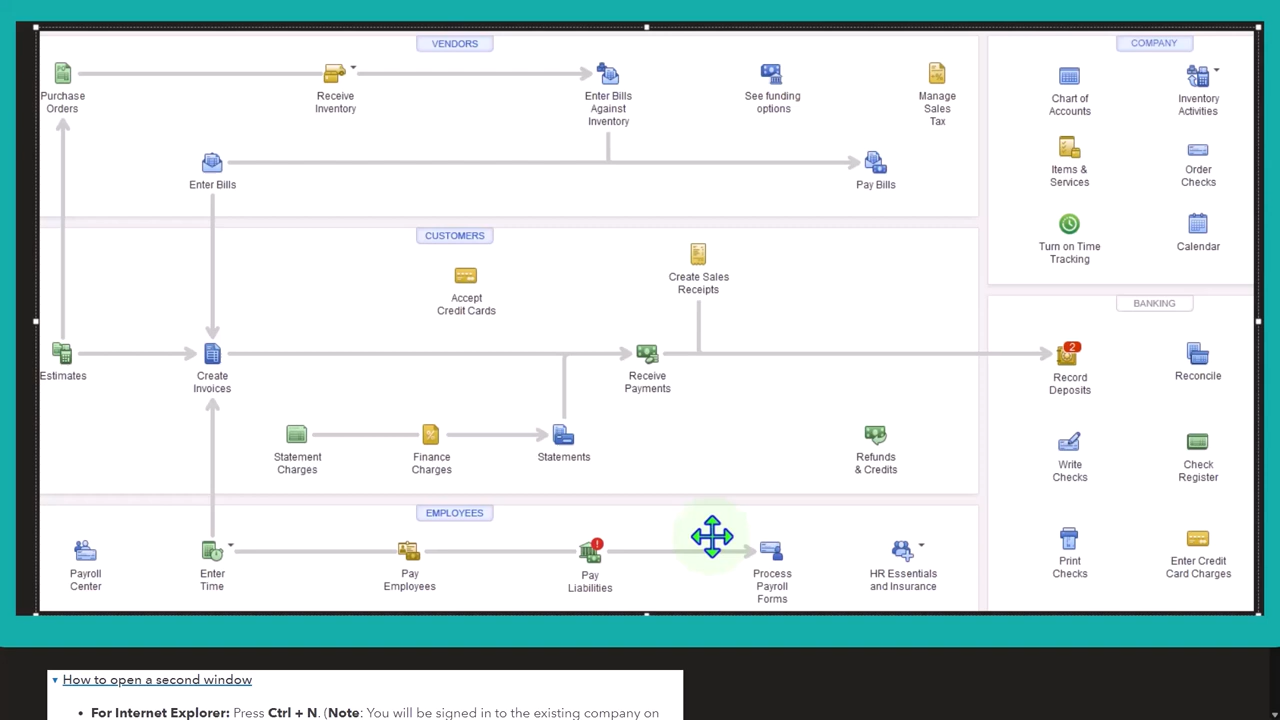 VENDORS
Purchase
Orders
Receive
Inventory
Enter Bills
Against
Inventory
See funding
options
Manage
Sales
Tax
Enter Bills
Pay Bills
CUSTOMERS
Accept
Credit Cards
Create Sales
Receipts
Estimates
Create
Invoices
Receive
Payments
Statement
Charges
Finance
Charges
Statements
Refunds
& Credits
EMPLOYEES
Payroll
Center
Enter
Time
Pay
Employees
Pay
Liabilities
Process
Payroll
Forms
HR Essentials
and Insurance
COMPANY
Chart of
Accounts
Inventory
Activities
Items &
Services
Order
Checks
Turn on Time
Tracking
Calendar
BANKING
2
Record
Deposits
Reconcile
Write
Checks
Check
Register
Print
Checks
Enter Credit
Card Charges
How to open a second window
• For Internet Explorer: Press Ctrl + N. (Note: You will be signed in to the existing company on